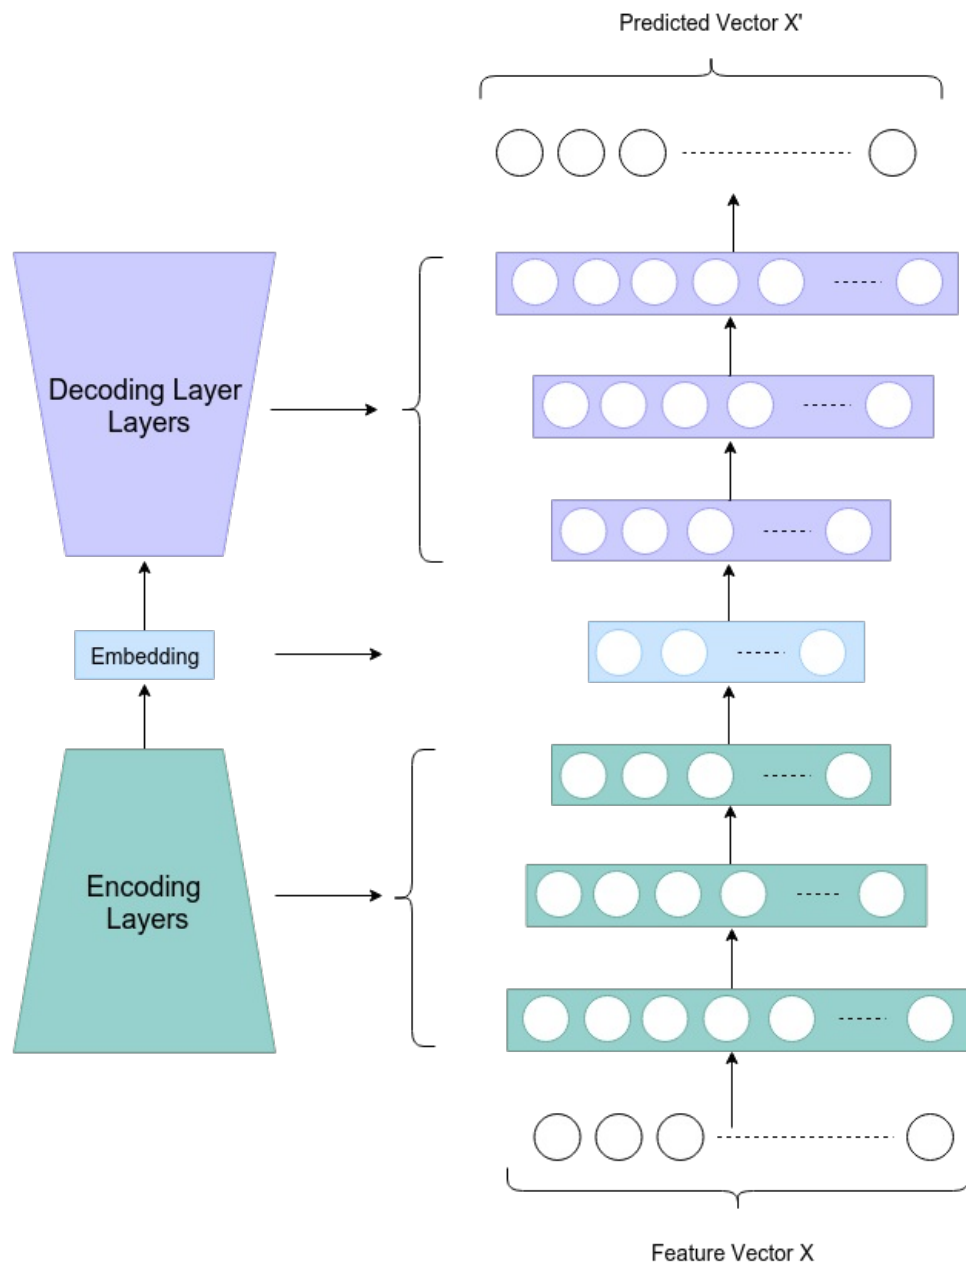 Predicted Vector X'
Decoding Layer
Layers
Embedding
Encoding
Layers
Feature Vector X